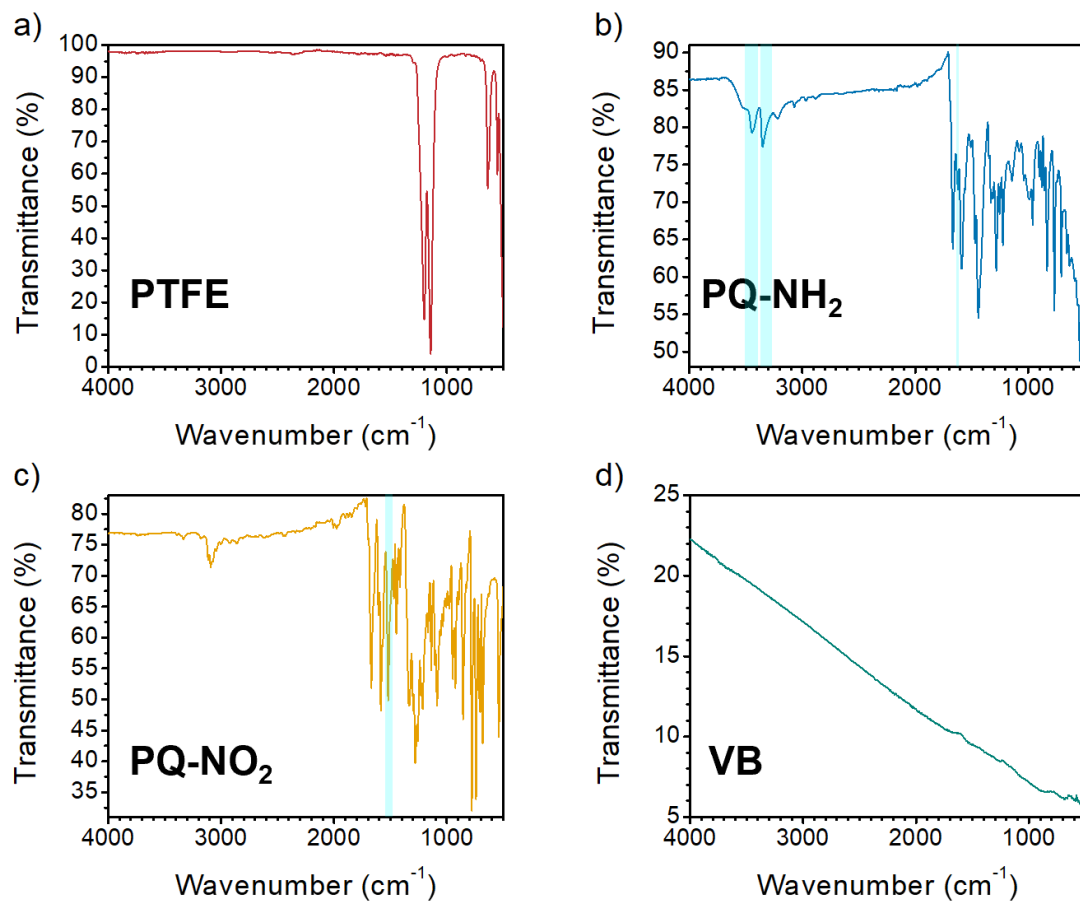 a)
100
90
80
70
60
50
40
30
20
10
0
Transmittance (%)
PTFE
4000 3000 2000 1000
Wavenumber (cm⁻¹)
b)
90
85
80
75
70
65
60
55
50
Transmittance (%)
PQ-NH₂
4000 3000 2000 1000
Wavenumber (cm⁻¹)
c)
80
75
70
65
60
55
50
45
40
35
Transmittance (%)
PQ-NO₂
4000 3000 2000 1000
Wavenumber (cm⁻¹)
d)
25
20
15
10
5
Transmittance (%)
VB
4000 3000 2000 1000
Wavenumber (cm⁻¹)